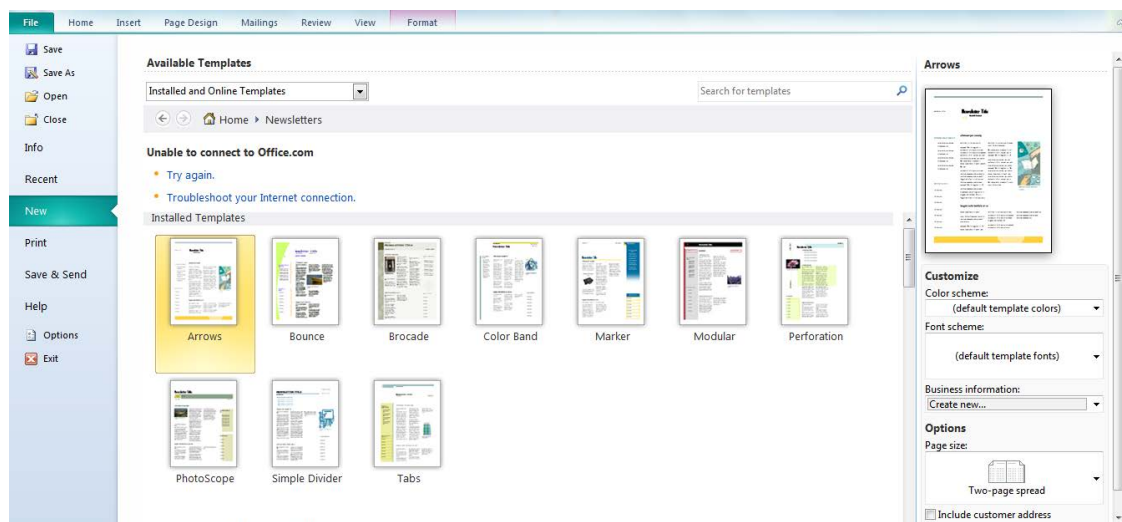 File Home Insert Page Design Mailings Review View Format
Save
Save As
Open
Close
Info
Recent
New
Print
Save & Send
Help
Options
Exit
Available Templates
Installed and Online Templates
Search for templates
Home Newsletters
Unable to connect to Office.com
Try again.
Troubleshoot your Internet connection.
Installed Templates
Arrows Bounce Brocade Color Band Marker Modular Perforation
PhotoScope Simple Divider Tabs
Arrows
Newsletter Title
Customize
Color scheme:
(default template colors)
Font scheme:
(default template fonts)
Business information:
Create new...
Options
Page size:
Two-page spread
Include customer address